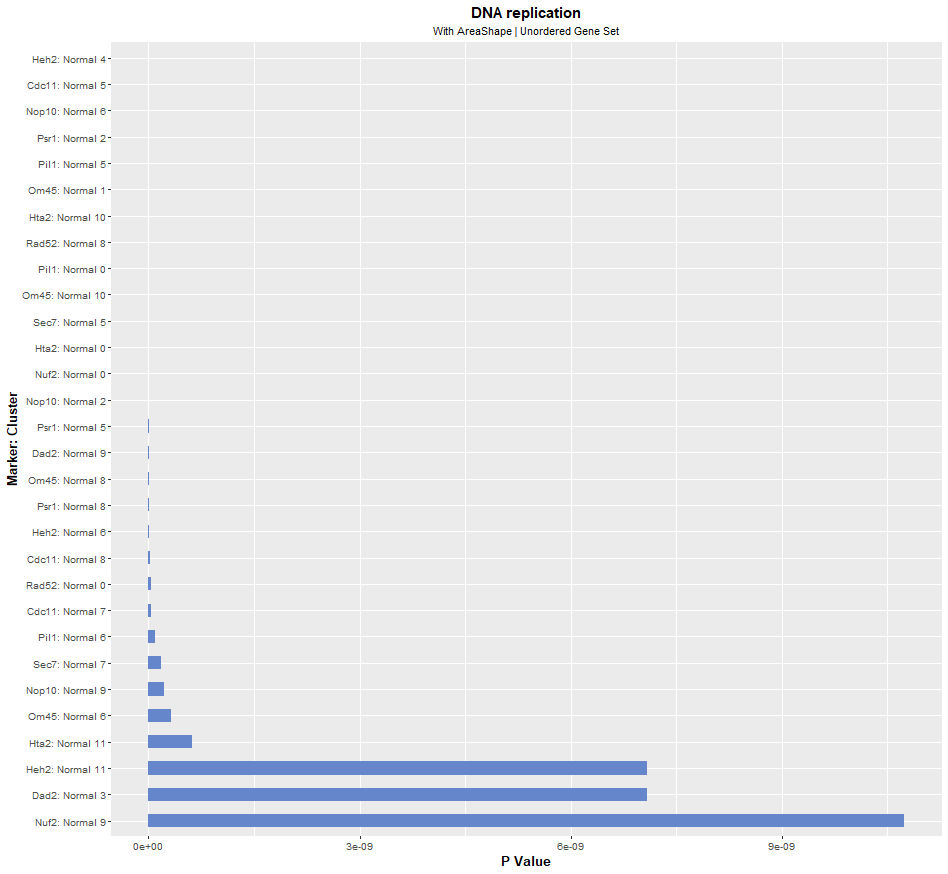 DNA replication
With AreaShape | Unordered Gene Set
Marker: Cluster
Heh2: Normal 4
Cdc11: Normal 5
Nop10: Normal 6
Psr1: Normal 2
Pil1: Normal 5
Om45: Normal 1
Hta2: Normal 10
Rad52: Normal 8
Pil1: Normal 0
Om45: Normal 10
Sec7: Normal 5
Hta2: Normal 0
Nuf2: Normal 0
Nop10: Normal 2
Psr1: Normal 5
Dad2: Normal 9
Om45: Normal 8
Psr1: Normal 8
Heh2: Normal 6
Cdc11: Normal 8
Rad52: Normal 0
Cdc11: Normal 7
Pil1: Normal 6
Sec7: Normal 7
Nop10: Normal 9
Om45: Normal 6
Hta2: Normal 11
Heh2: Normal 11
Dad2: Normal 3
Nuf2: Normal 9
0e+00 3e-09 6e-09 9e-09
P Value